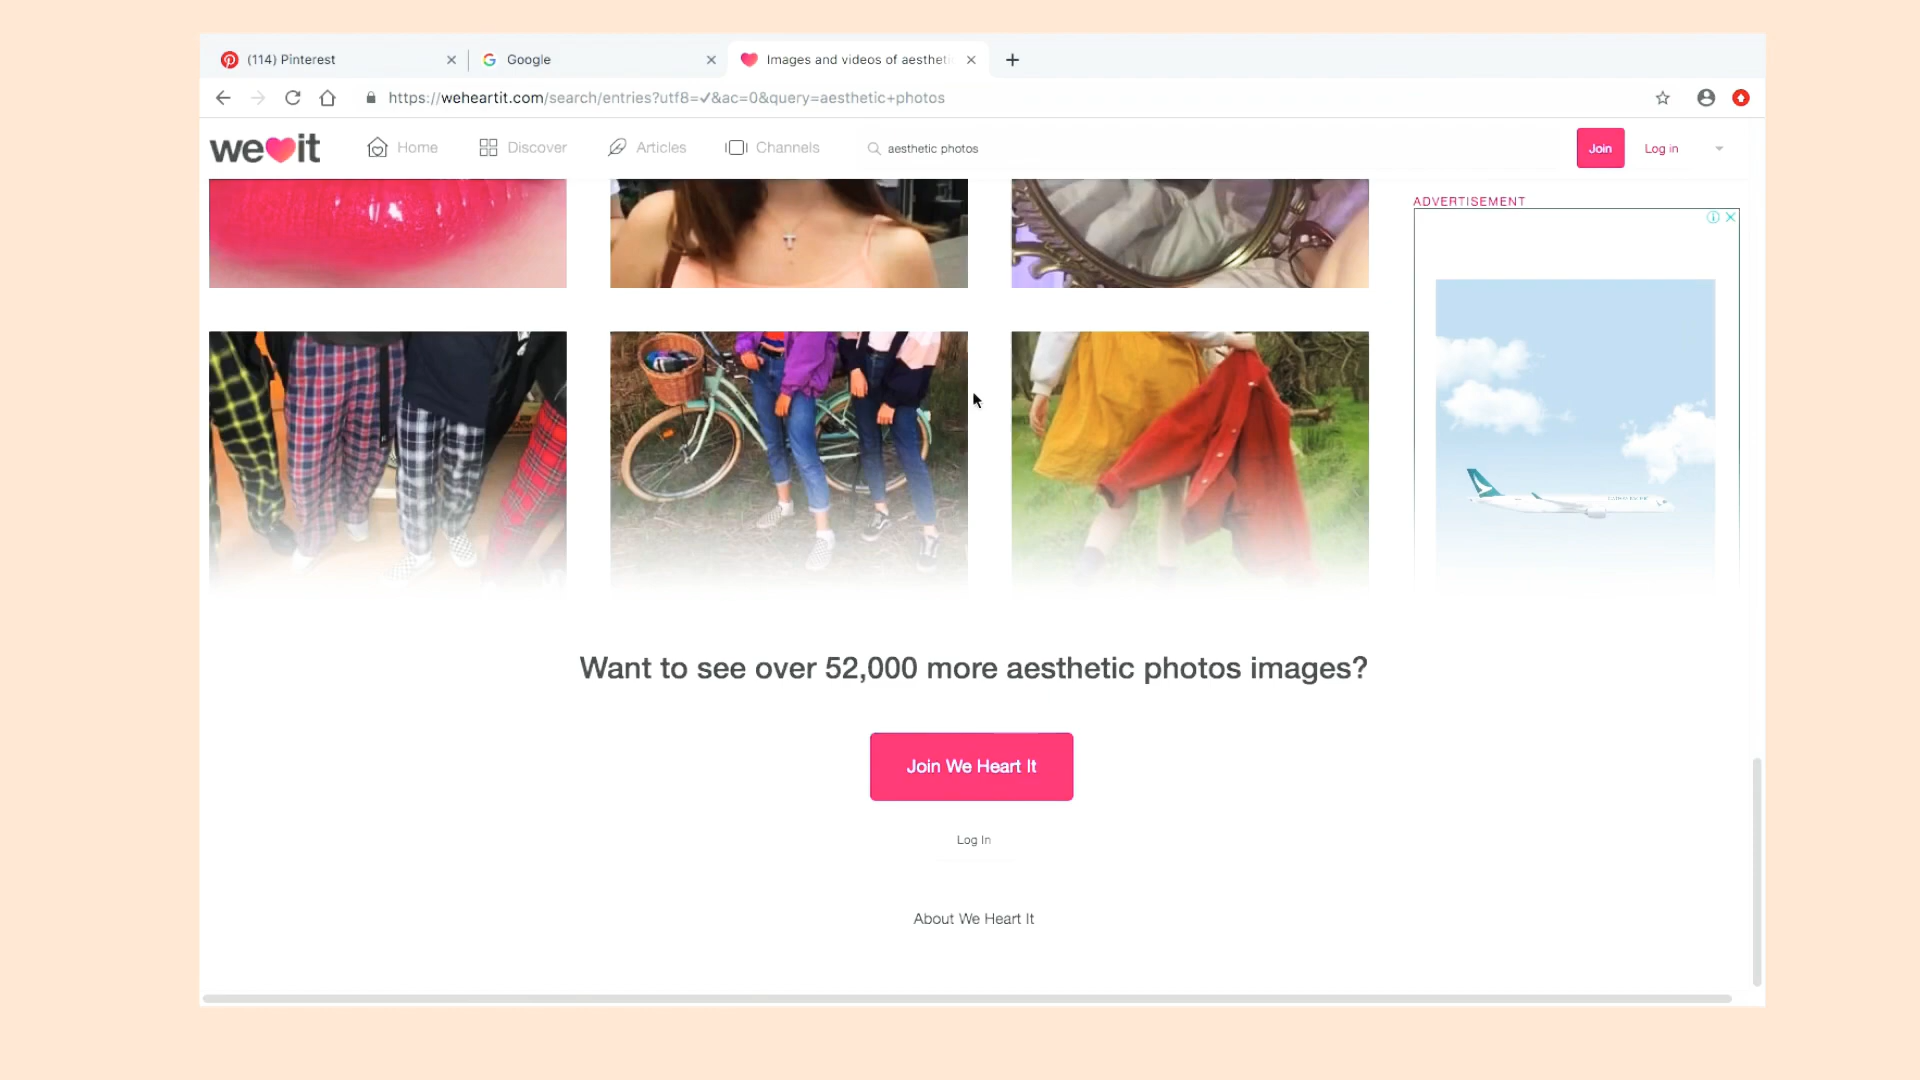 (114) Pinterest
Google
Images and videos of aestheti
https://weheartit.com/search/entries?utf8=✓&ac=0&query=aesthetic+photos
we it
Home
Discover
Articles
Channels
aesthetic photos
Join
Log in
ADVERTISEMENT
Want to see over 52,000 more aesthetic photos images?
Join We Heart It
Log In
About We Heart It